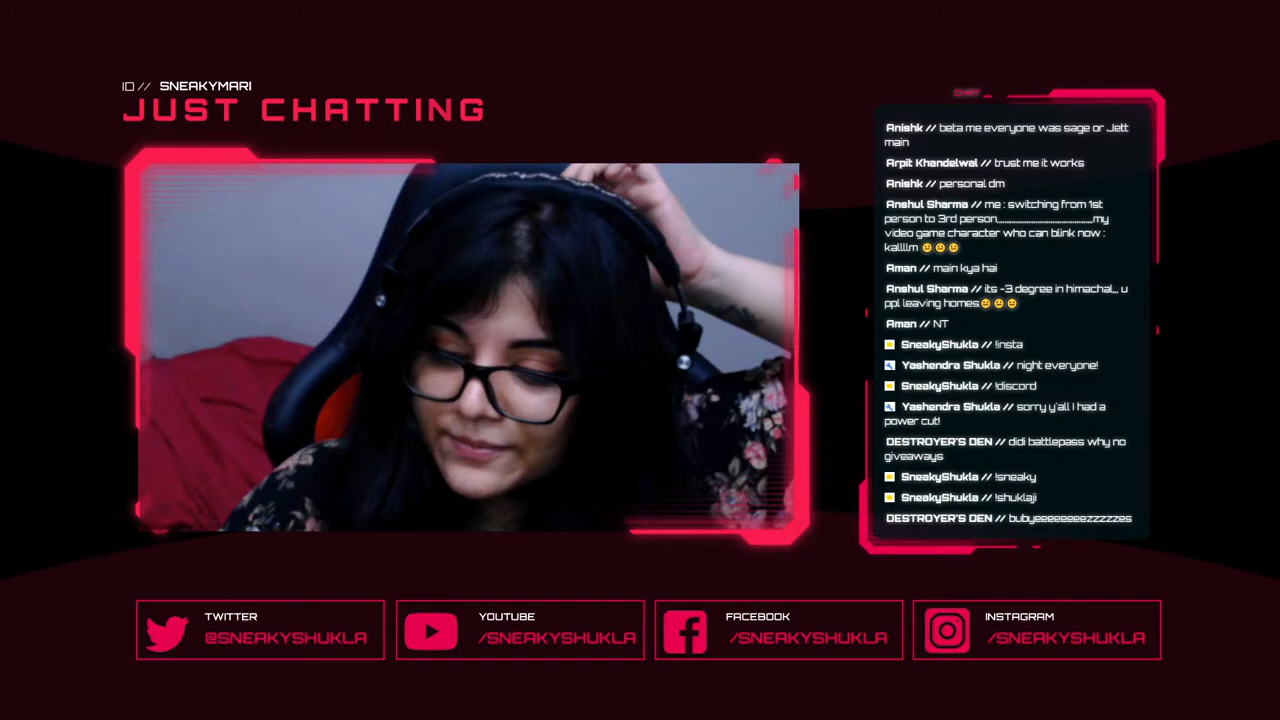 ID // SNEAKYMARI
JUST CHATTING
CHAT
Anishk // beta me everyone was sage or Jett
main
Arpit Khandelwal // trust me it works
Anishk // personal dm
Anshul Sharma // me : switching from 1st
my
video game character who can blink now :
kallllm 😐😐😐
Aman // main kya hai
Anshul Sharma // its -3 degree in himachal,,, u
ppl leaving homes😐😐😐
Aman // NT
SneakyShukla // !insta
Yashendra Shukla // night everyone!
SneakyShukla // !discord
Yashendra Shukla // sorry y'all I had a
power cut!
DESTROYER'S DEN // didi battlepass why no
giveaways
SneakyShukla // !sneaky
SneakyShukla // !shuklaji
DESTROYER'S DEN // bubyeeeeeeeezzzzzes
TWITTER
@SNEAKYSHUKLA
YOUTUBE
/SNEAKYSHUKLA
FACEBOOK
/SNEAKYSHUKLA
INSTAGRAM
/SNEAKYSHUKLA